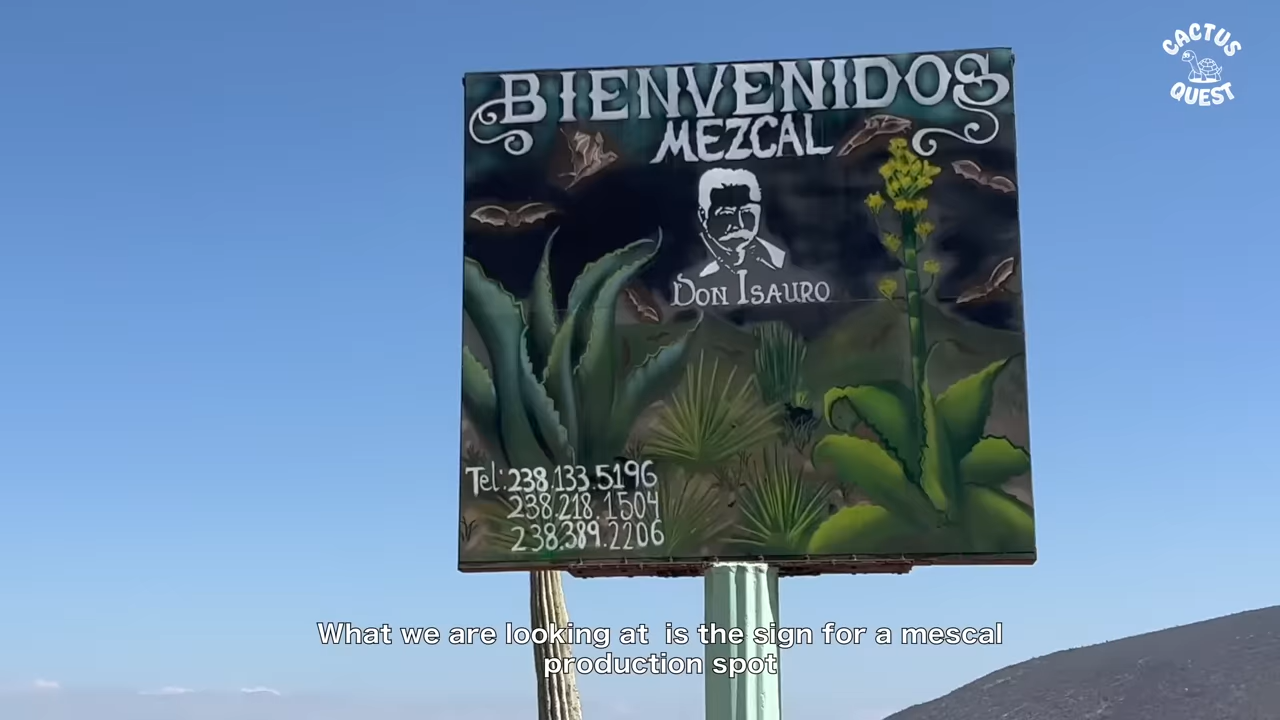 CACTUS
QUEST
BIENVENIDOS
MEZCAL
DON ISAURO
Tel: 238.133.5196
238.218.1504
238.389.2206
What we are looking at is the sign for a mescal
production spot